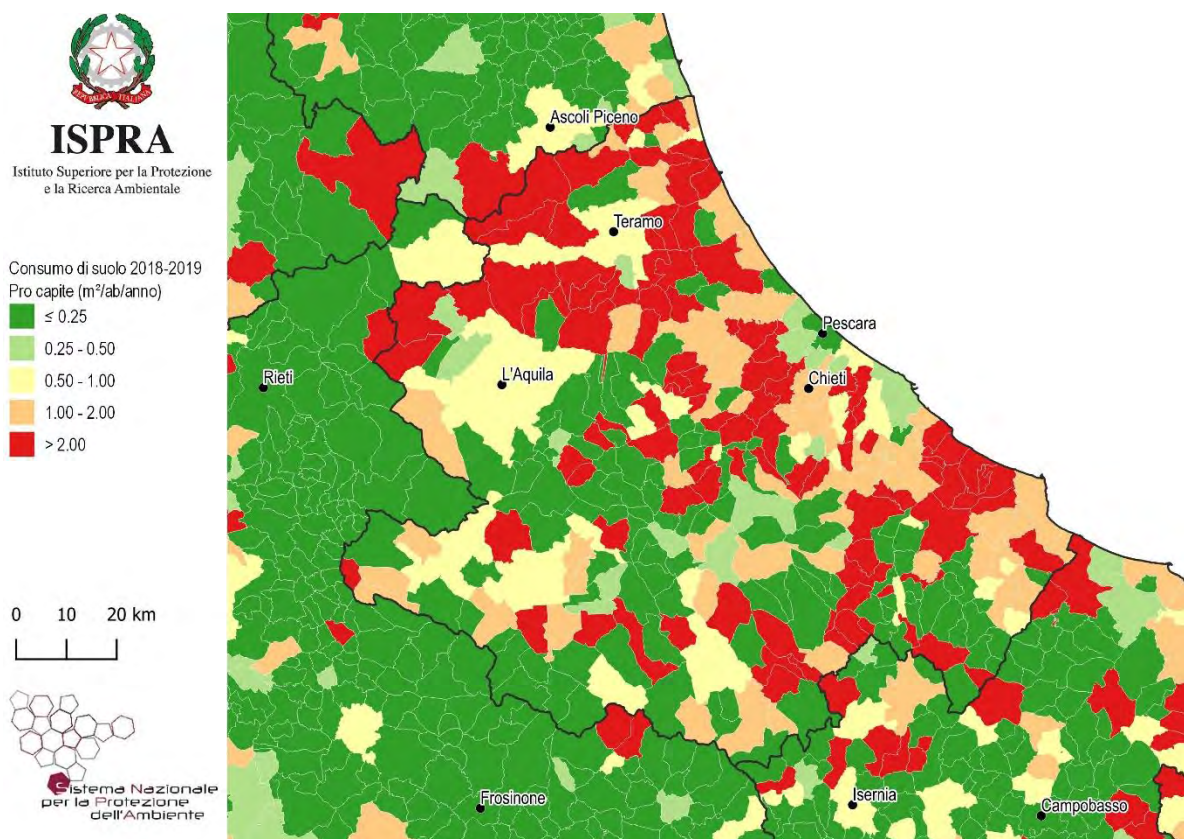 REPVBBLICA ITALIANA
ISPRA
Istituto Superiore per la Protezione
e la Ricerca Ambientale
Consumo di suolo 2018-2019
Pro capite (m²/ab/anno)
≤ 0.25
0.25 - 0.50
0.50 - 1.00
1.00 - 2.00
> 2.00
0 10 20 km
Sistema Nazionale
per la Protezione
dell'Ambiente
Ascoli Piceno
Teramo
Pescara
Rieti
L'Aquila
Chieti
Frosinone
Isernia
Campobasso